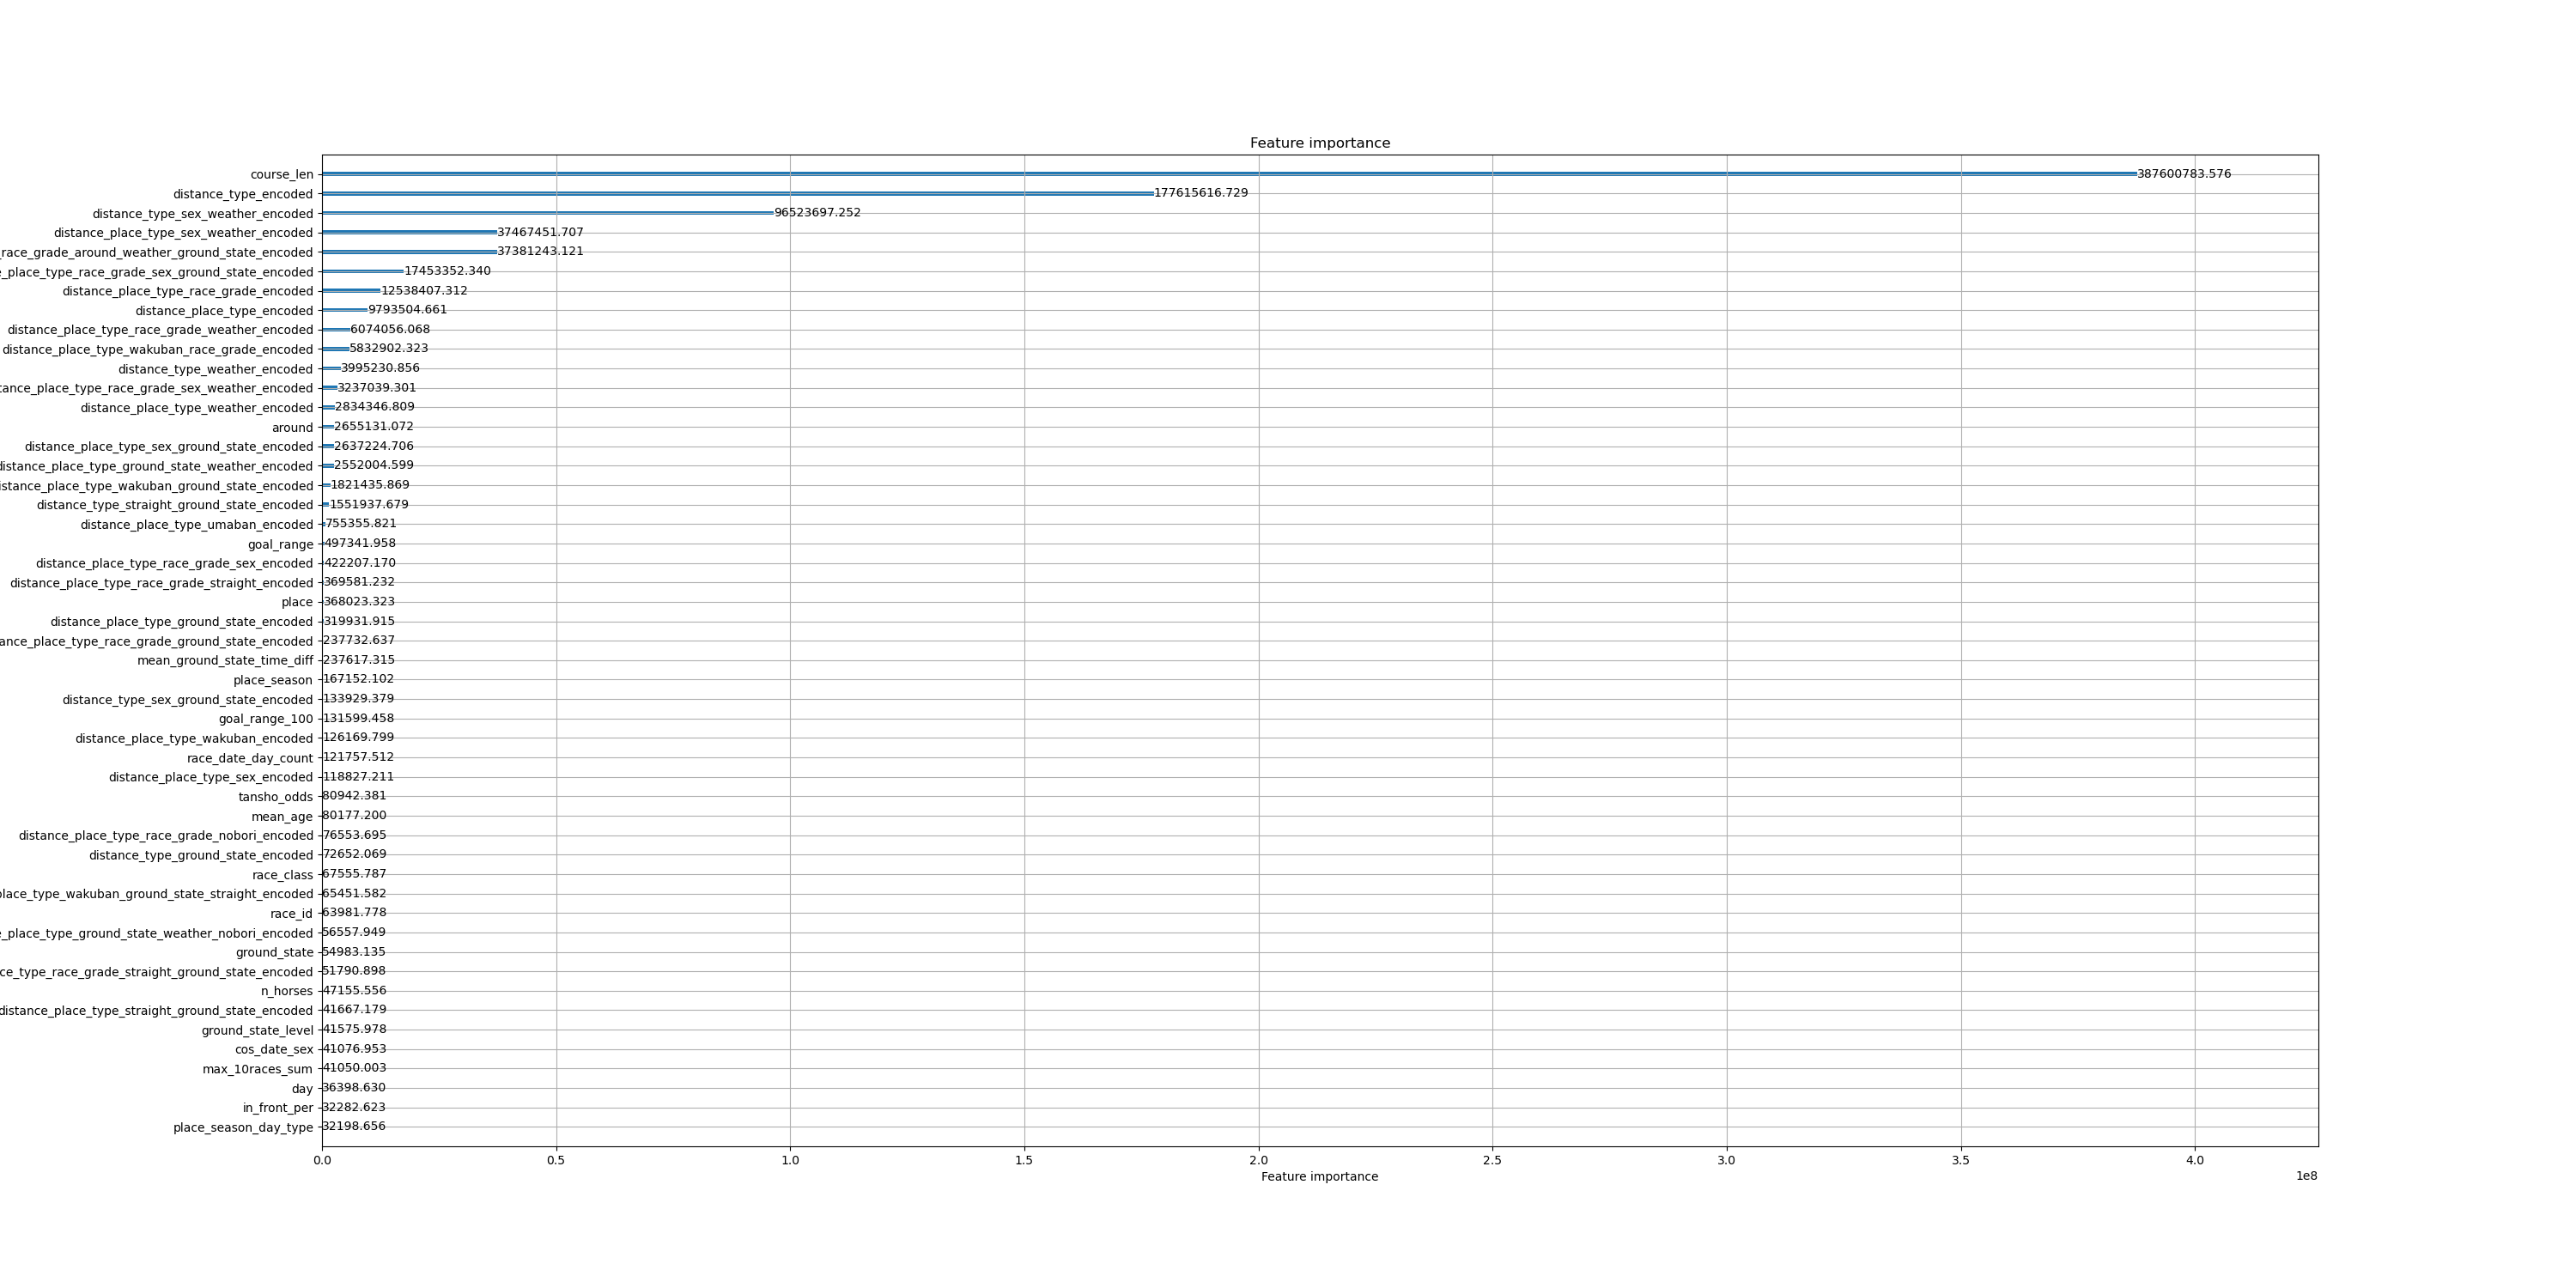 Feature importance
course_len 387600783.576
distance_type_encoded 177615616.729
distance_type_sex_weather_encoded 96523697.252
distance_place_type_sex_weather_encoded 37467451.707
_race_grade_around_weather_ground_state_encoded 37381243.121
_place_type_race_grade_sex_ground_state_encoded 17453352.340
distance_place_type_race_grade_encoded 12538407.312
distance_place_type_encoded 9793504.661
distance_place_type_race_grade_weather_encoded 6074056.068
distance_place_type_wakuban_race_grade_encoded 5832902.323
distance_type_weather_encoded 3995230.856
tance_place_type_race_grade_sex_weather_encoded 3237039.301
distance_place_type_weather_encoded 2834346.809
around 2655131.072
distance_place_type_sex_ground_state_encoded 2637224.706
distance_place_type_ground_state_weather_encoded 2552004.599
istance_place_type_wakuban_ground_state_encoded 1821435.869
distance_type_straight_ground_state_encoded 1551937.679
distance_place_type_umaban_encoded 755355.821
goal_range 497341.958
distance_place_type_race_grade_sex_encoded 422207.170
distance_place_type_race_grade_straight_encoded 369581.232
place 368023.323
distance_place_type_ground_state_encoded 319931.915
ance_place_type_race_grade_ground_state_encoded 237732.637
mean_ground_state_time_diff 237617.315
place_season 167152.102
distance_type_sex_ground_state_encoded 133929.379
goal_range_100 131599.458
distance_place_type_wakuban_encoded 126169.799
race_date_day_count 121757.512
distance_place_type_sex_encoded 118827.211
tansho_odds 80942.381
mean_age 80177.200
distance_place_type_race_grade_nobori_encoded 76553.695
distance_type_ground_state_encoded 72652.069
race_class 67555.787
place_type_wakuban_ground_state_straight_encoded 65451.582
race_id 63981.778
_place_type_ground_state_weather_nobori_encoded 56557.949
ground_state 54983.135
ce_type_race_grade_straight_ground_state_encoded 51790.898
n_horses 47155.556
distance_place_type_straight_ground_state_encoded 41667.179
ground_state_level 41575.978
cos_date_sex 41076.953
max_10races_sum 41050.003
day 36398.630
in_front_per 32282.623
place_season_day_type 32198.656
0.0 0.5 1.0 1.5 2.0 2.5 3.0 3.5 4.0
1e8
Feature importance